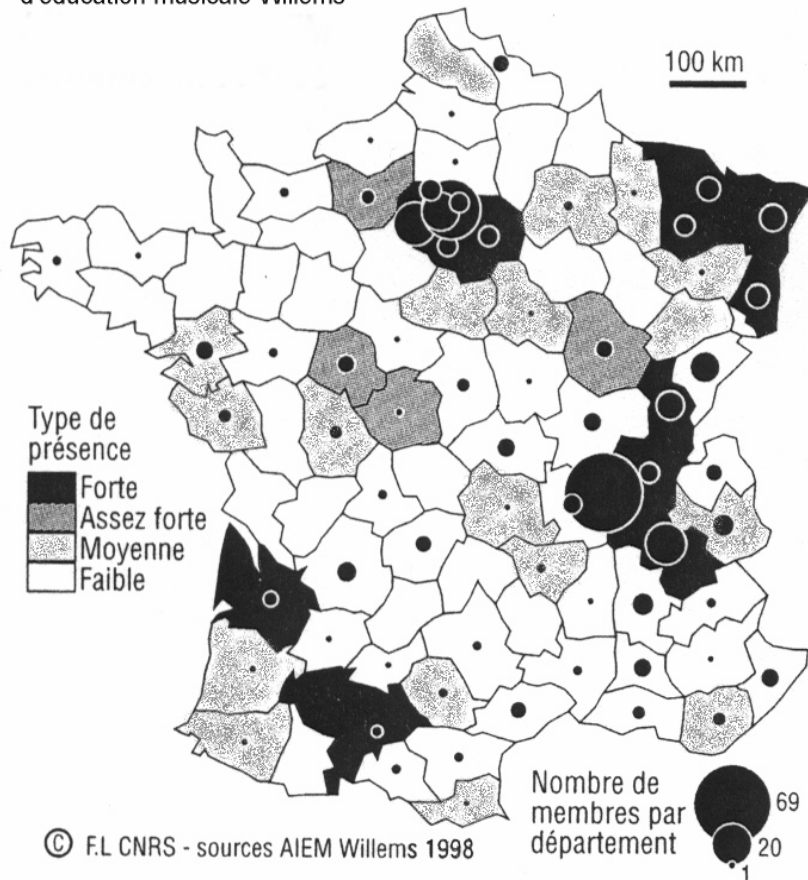 d'éducation musicale Willems
100 km
Type de
présence
Forte
Assez forte
Moyenne
Faible
Nombre de
membres par
département
69
20
1
© F.L CNRS - sources AIEM Willems 1998